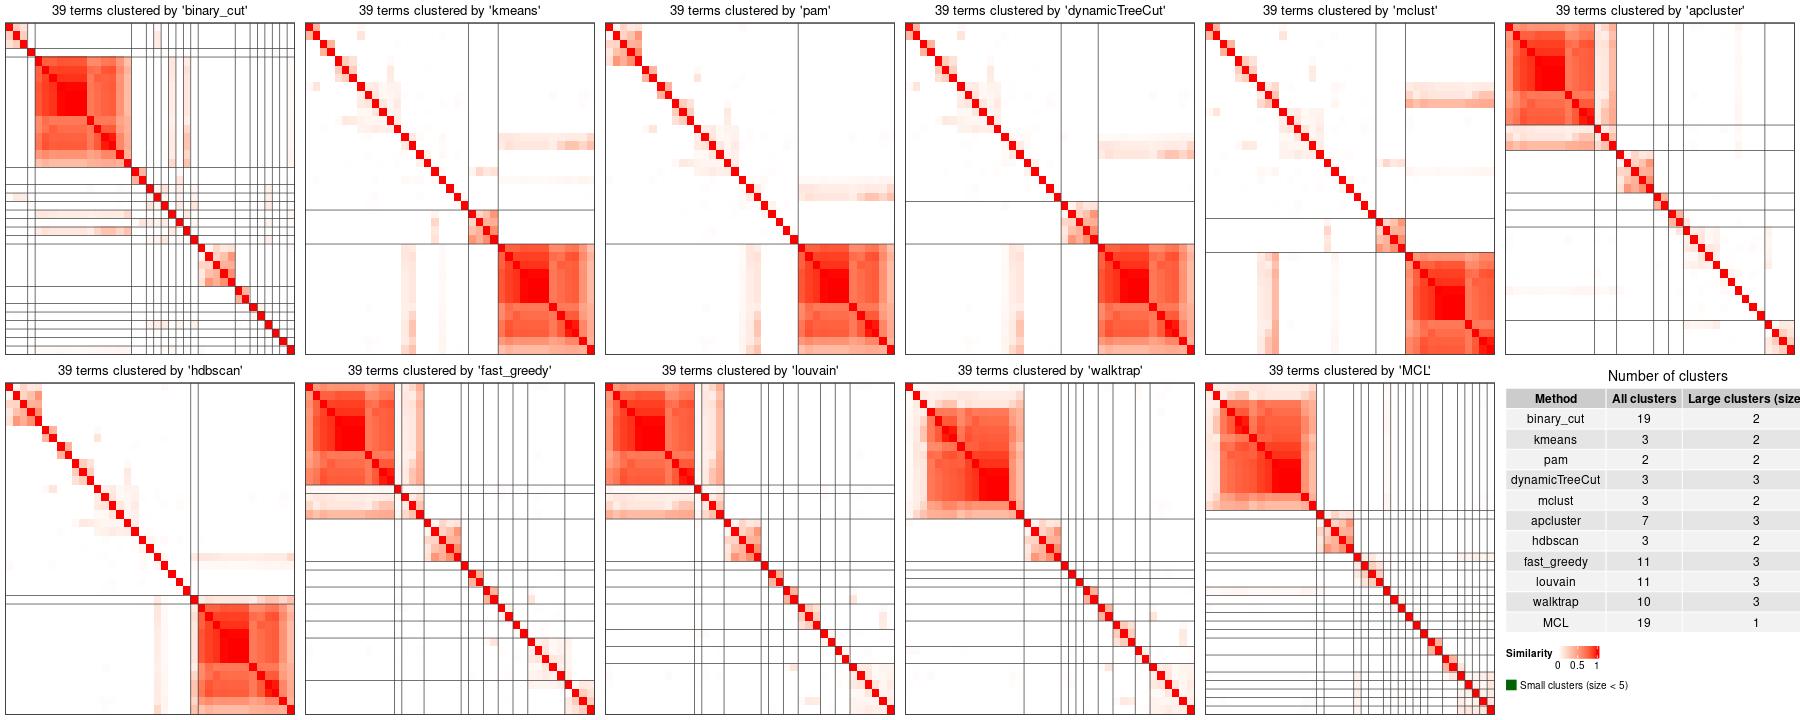 39 terms clustered by 'binary_cut'
39 terms clustered by 'kmeans'
39 terms clustered by 'pam'
39 terms clustered by 'dynamicTreeCut'
39 terms clustered by 'mclust'
39 terms clustered by 'apcluster'
39 terms clustered by 'hdbscan'
39 terms clustered by 'fast_greedy'
39 terms clustered by 'louvain'
39 terms clustered by 'walktrap'
39 terms clustered by 'MCL'
Number of clusters
Method All clusters Large clusters (size
binary_cut 19 2
kmeans 3 2
pam 2 2
dynamicTreeCut 3 3
mclust 3 2
apcluster 7 3
hdbscan 3 2
fast_greedy 11 3
louvain 11 3
walktrap 10 3
MCL 19 1
Similarity
0 0.5 1
Small clusters (size < 5)